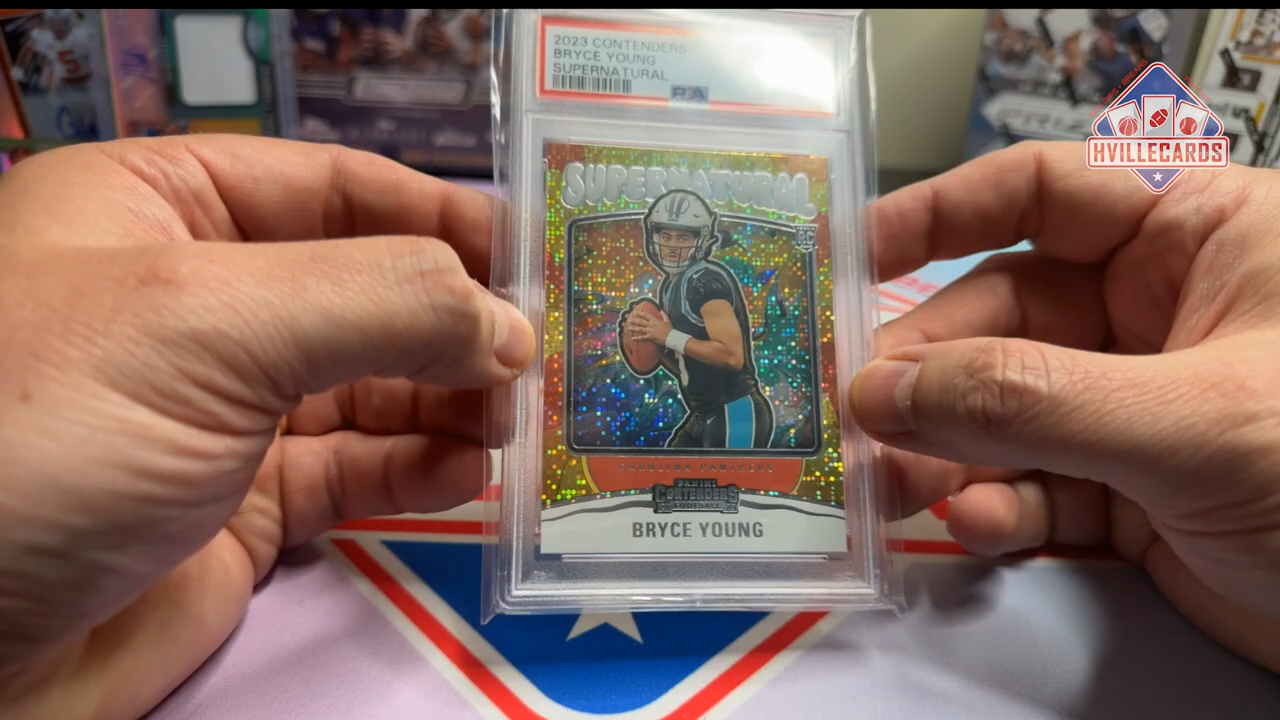 2023 CONTENDERS
BRYCE YOUNG
SUPERNATURAL
PSA
SUPERNATURAL
RC
CAROLINA PANTHERS
PANINI
CONTENDERS
FOOTBALL
BRYCE YOUNG
HVILLECARDS